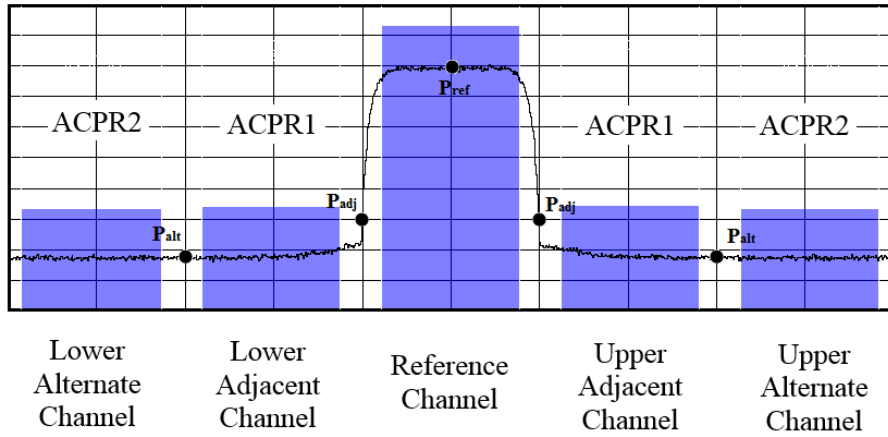 Pref
ACPR2
ACPR1
ACPR1
ACPR2
Padj
Padj
Palt
Palt
Lower
Alternate
Channel
Lower
Adjacent
Channel
Reference
Channel
Upper
Adjacent
Channel
Upper
Alternate
Channel